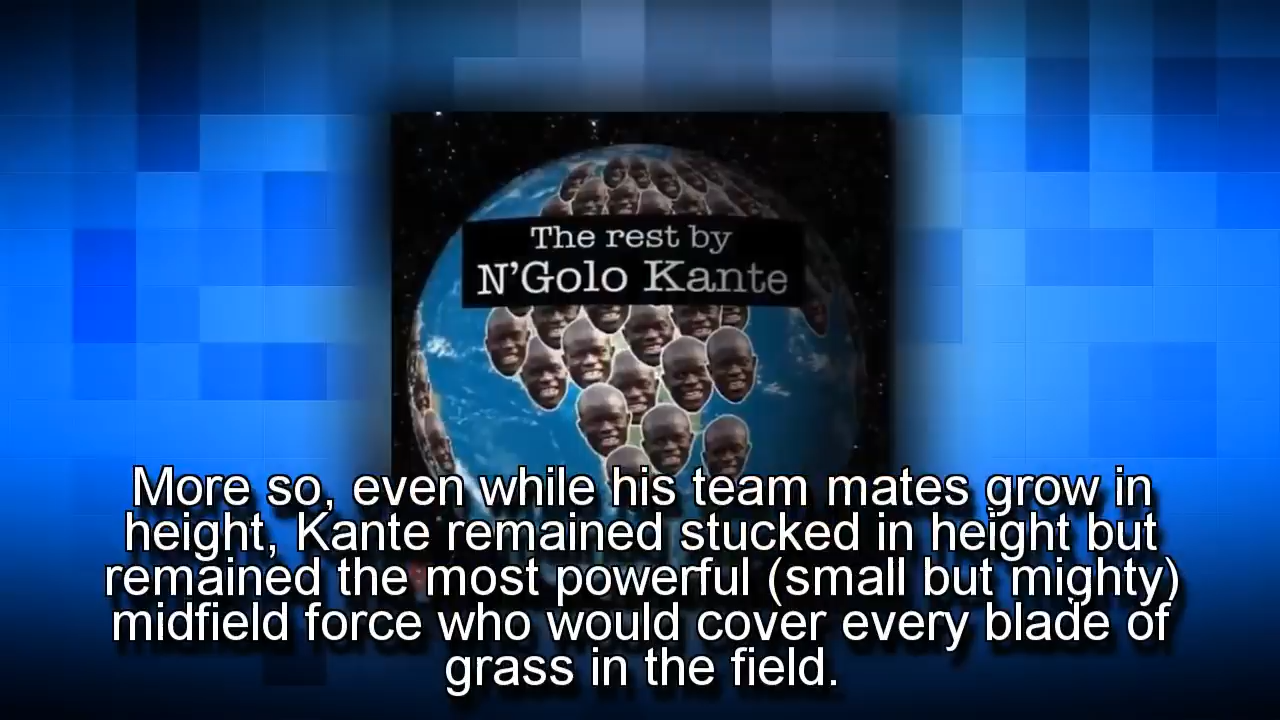 The rest by
N'Golo Kante
More so, even while his team mates grow in
height, Kante remained stucked in height but
remained the most powerful (small but mighty)
midfield force who would cover every blade of
grass in the field.